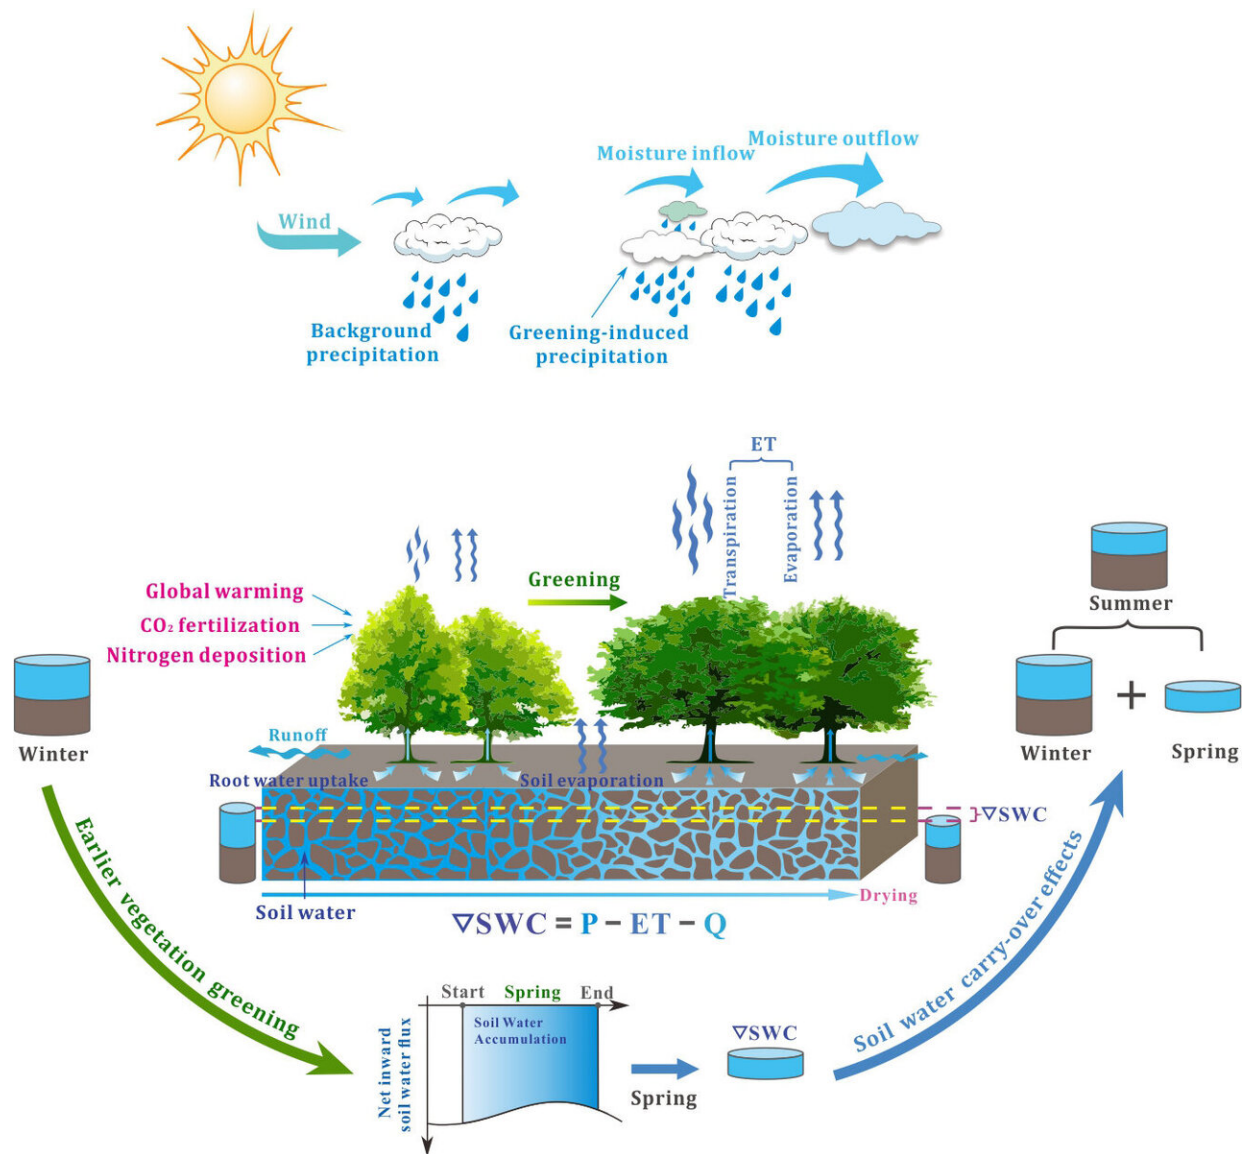 Moisture outflow
Moisture inflow
Wind
Background
precipitation
Greening-induced
precipitation
ET
Transpiration
Evaporation
Greening
Global warming
CO₂ fertilization
Nitrogen deposition
Summer
Winter
Winter
+
Spring
Runoff
Root water uptake
Soil evaporation
▽SWC
Soil water
Drying
▽SWC = P − ET − Q
Earlier vegetation greening
Soil water carry-over effects
Start
Spring
End
Soil Water
Accumulation
Net inward
soil water flux
Spring
▽SWC